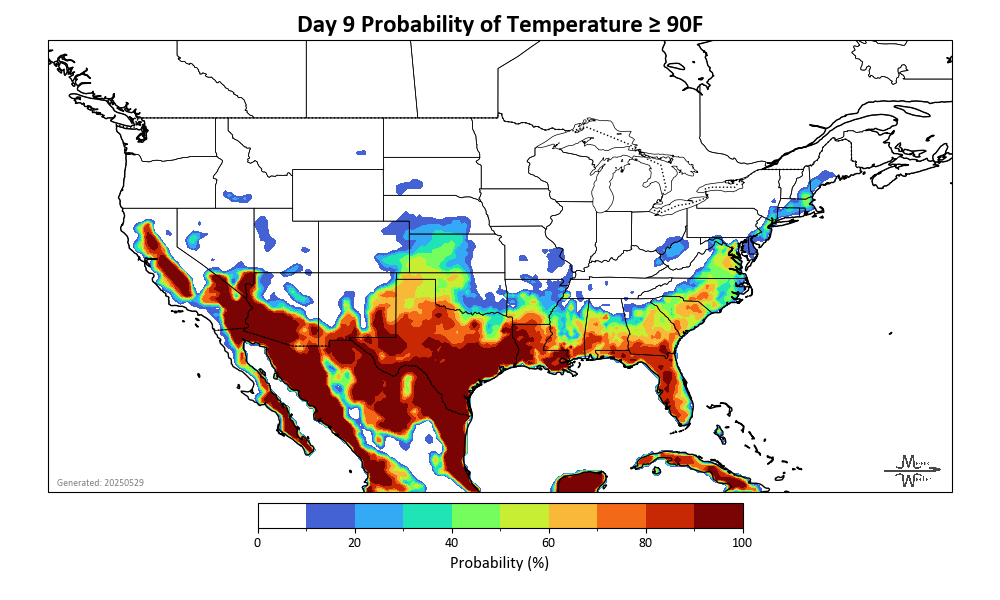 Day 9 Probability of Temperature ≥ 90F
Generated: 20250529
0 20 40 60 80 100
Probability (%)